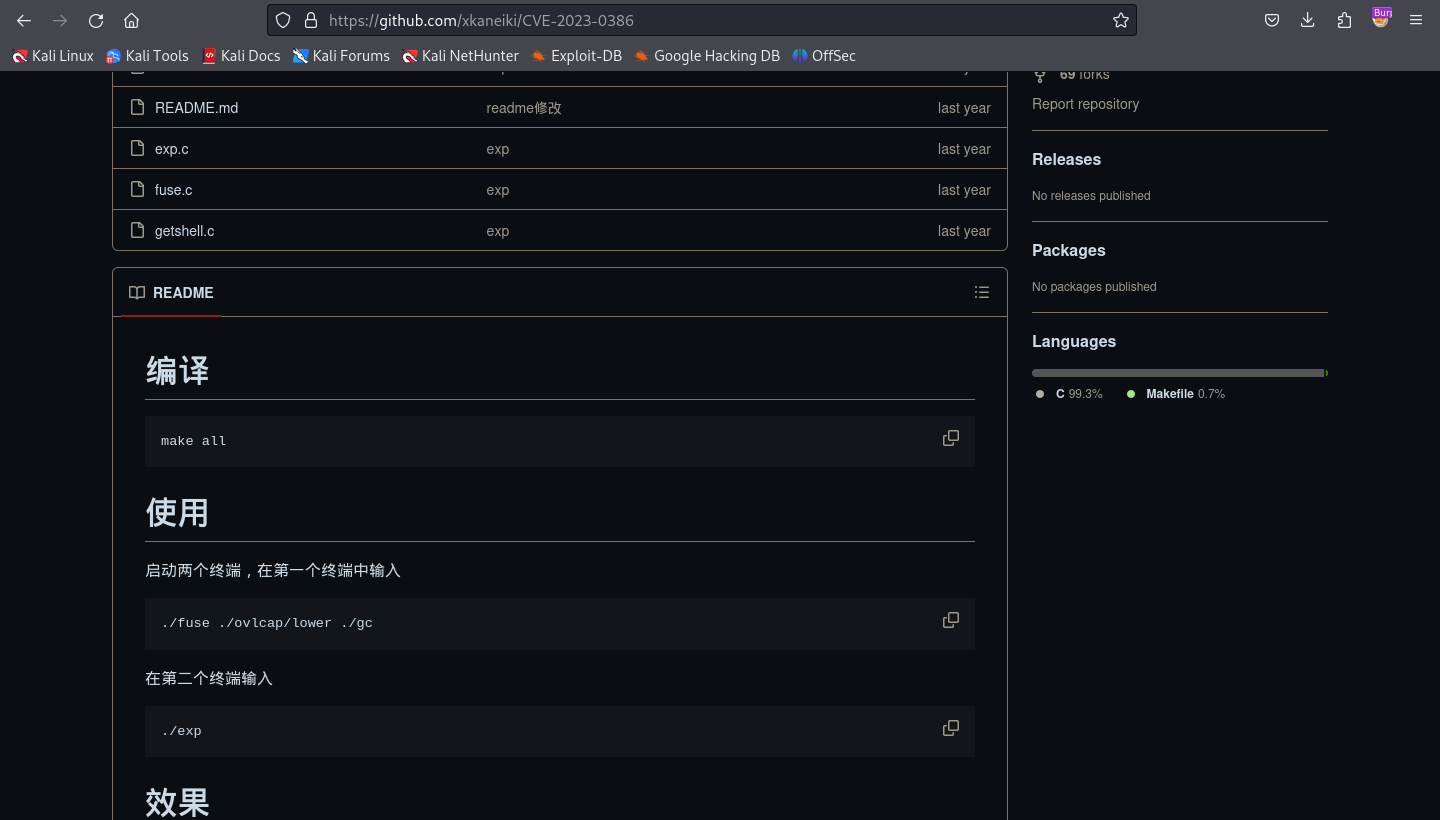 https://github.com/xkaneiki/CVE-2023-0386
Burp
Kali Linux Kali Tools Kali Docs Kali Forums Kali NetHunter Exploit-DB Google Hacking DB OffSec
69 forks
README.md readme修改 last year
Report repository
exp.c exp last year
Releases
fuse.c exp last year
No releases published
getshell.c exp last year
Packages
No packages published
README
Languages
C 99.3% Makefile 0.7%
编译
make all
使用
启动两个终端，在第一个终端中输入
./fuse ./ovlcap/lower ./gc
在第二个终端输入
./exp
效果